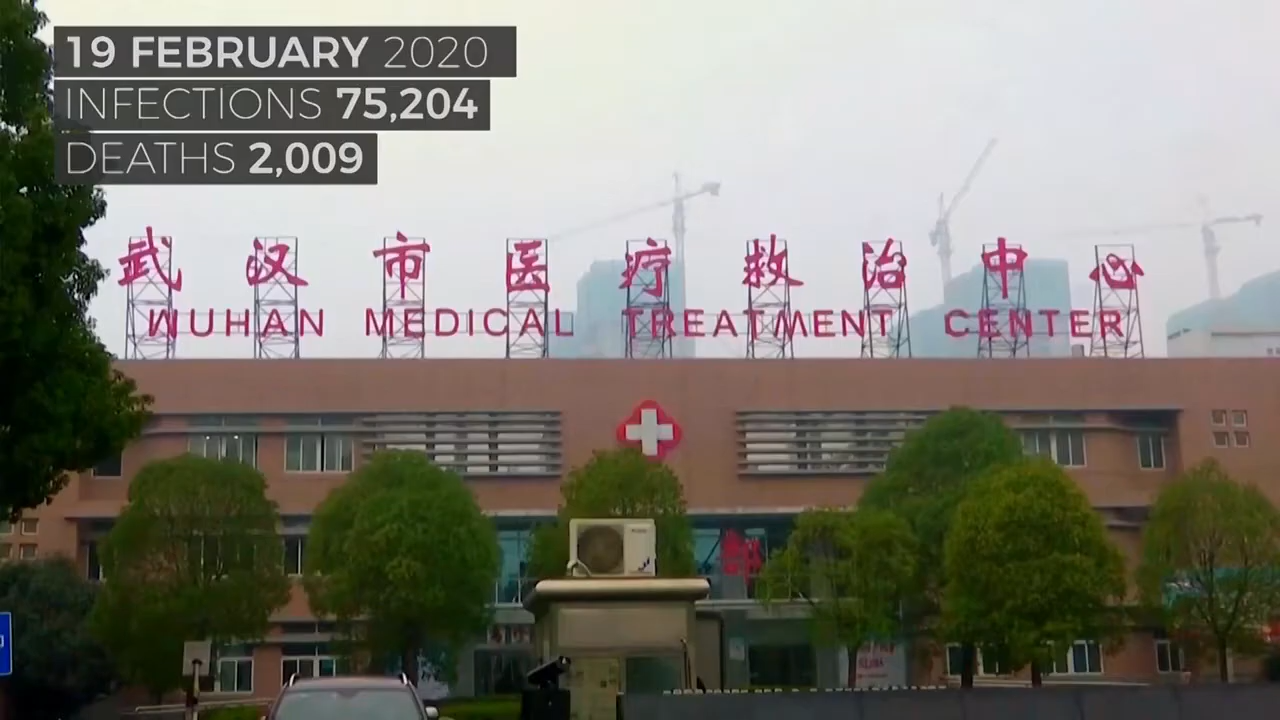 19 FEBRUARY 2020
INFECTIONS 75,204
DEATHS 2,009
武汉市医疗救治中心
WUHAN MEDICAL TREATMENT CENTER